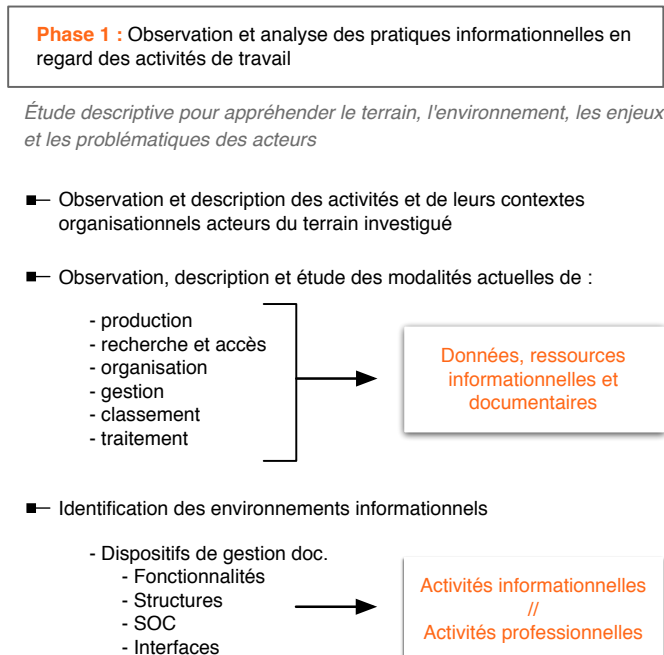 Phase 1 : Observation et analyse des pratiques informationnelles en
regard des activités de travail
Étude descriptive pour appréhender le terrain, l'environnement, les enjeux
et les problématiques des acteurs
Observation et description des activités et de leurs contextes
organisationnels acteurs du terrain investigué
Observation, description et étude des modalités actuelles de :
- production
- recherche et accès
- organisation
- gestion
- classement
- traitement
Données, ressources
informationnelles et
documentaires
Identification des environnements informationnels
- Dispositifs de gestion doc.
- Fonctionnalités
- Structures
- SOC
- Interfaces
Activités informationnelles
//
Activités professionnelles